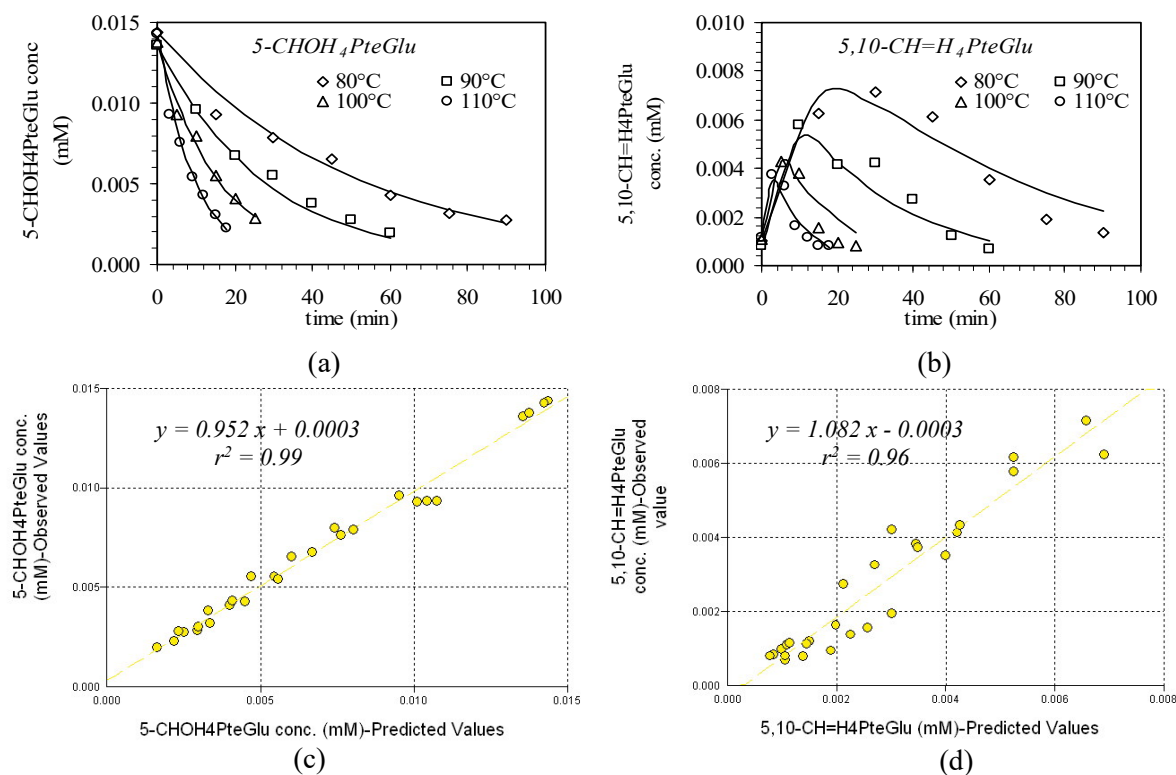 5-CHOH4PteGlu conc
(mM)
0.015
0.010
0.005
0.000
5-CHOH₄PteGlu
80°C
90°C
100°C
110°C
0
20
40
60
80
100
time (min)
(a)
5,10-CH=H4PteGlu
conc. (mM)
0.010
0.008
0.006
0.004
0.002
0.000
5,10-CH=H₄PteGlu
80°C
90°C
100°C
110°C
0
20
40
60
80
100
time (min)
(b)
5-CHOH4PteGlu conc.
(mM)-Observed Values
0.015
0.010
0.005
0.000
y = 0.952 x + 0.0003
r² = 0.99
0.000
0.005
0.010
0.015
5-CHOH4PteGlu conc. (mM)-Predicted Values
(c)
5,10-CH=H4PteGlu
conc. (mM)-Observed
value
0.008
0.006
0.004
0.002
0.000
y = 1.082 x - 0.0003
r² = 0.96
0.000
0.002
0.004
0.006
0.008
5,10-CH=H4PteGlu (mM)-Predicted Values
(d)